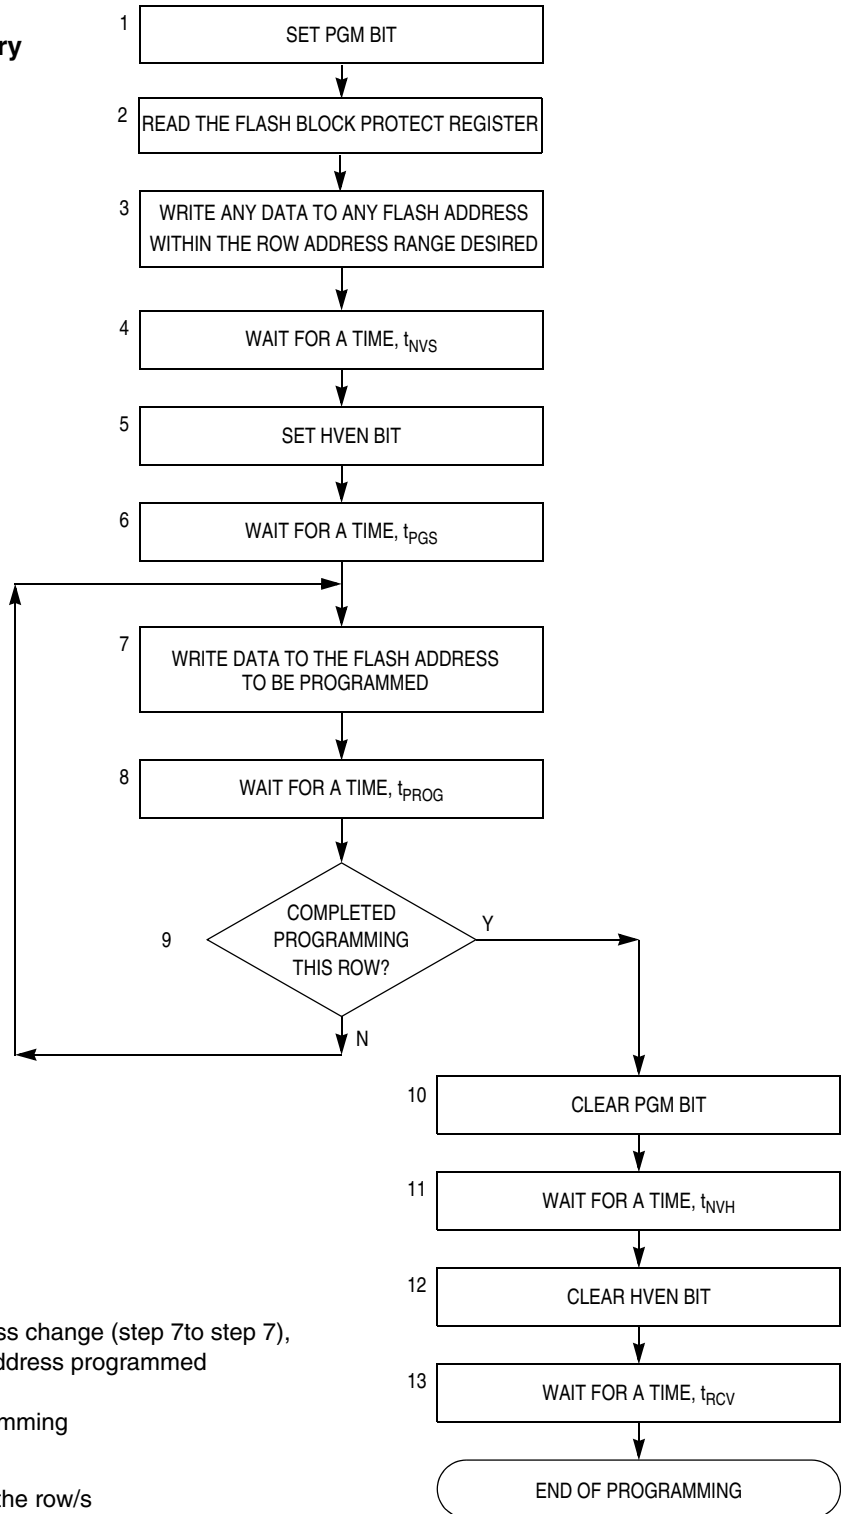 1
SET PGM BIT
ry
2
READ THE FLASH BLOCK PROTECT REGISTER
3
WRITE ANY DATA TO ANY FLASH ADDRESS
WITHIN THE ROW ADDRESS RANGE DESIRED
4
WAIT FOR A TIME, tNVS
5
SET HVEN BIT
6
WAIT FOR A TIME, tPGS
7
WRITE DATA TO THE FLASH ADDRESS
TO BE PROGRAMMED
8
WAIT FOR A TIME, tPROG
9
COMPLETED
PROGRAMMING
THIS ROW?
Y
N
10
CLEAR PGM BIT
11
WAIT FOR A TIME, tNVH
12
CLEAR HVEN BIT
13
WAIT FOR A TIME, tRCV
END OF PROGRAMMING
ss change (step 7to step 7),
ddress programmed
mming
the row/s